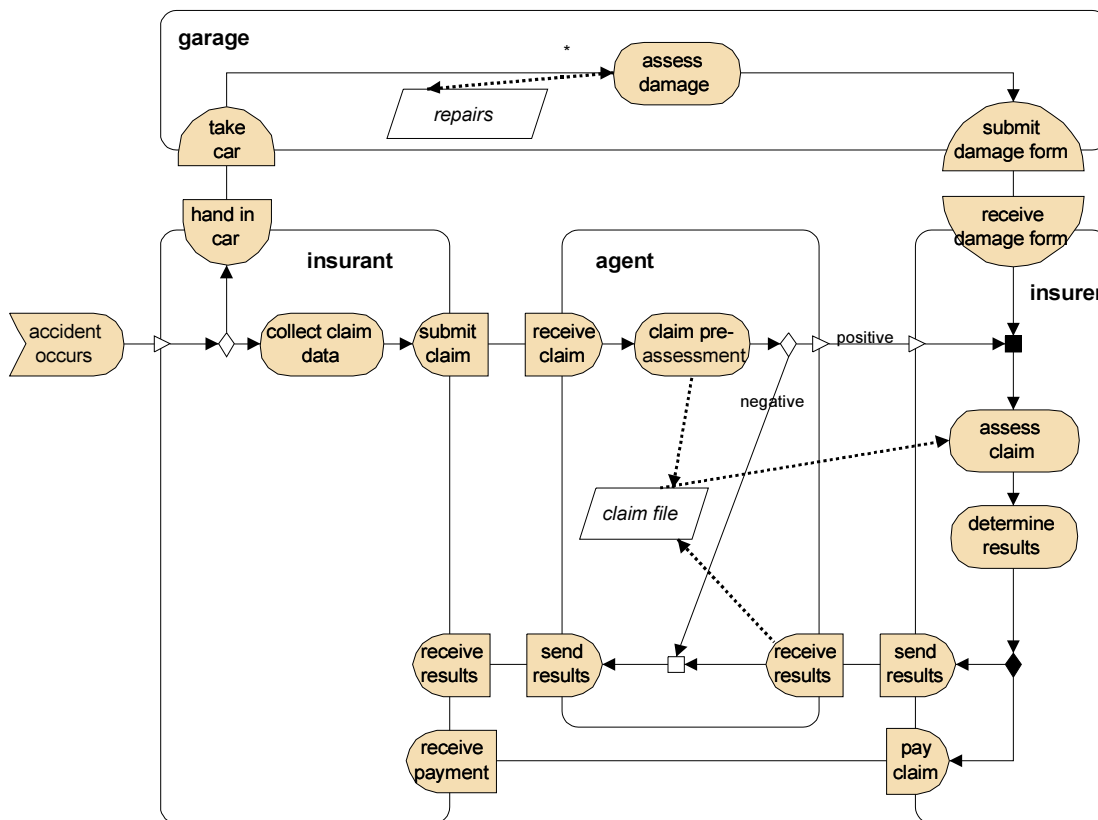 garage
*
assess
damage
repairs
take
car
submit
damage form
hand in
car
receive
damage form
insurant
agent
insurer
accident
occurs
collect claim
data
submit
claim
receive
claim
claim pre-
assessment
positive
negative
assess
claim
claim file
determine
results
receive
results
send
results
receive
results
send
results
receive
payment
pay
claim